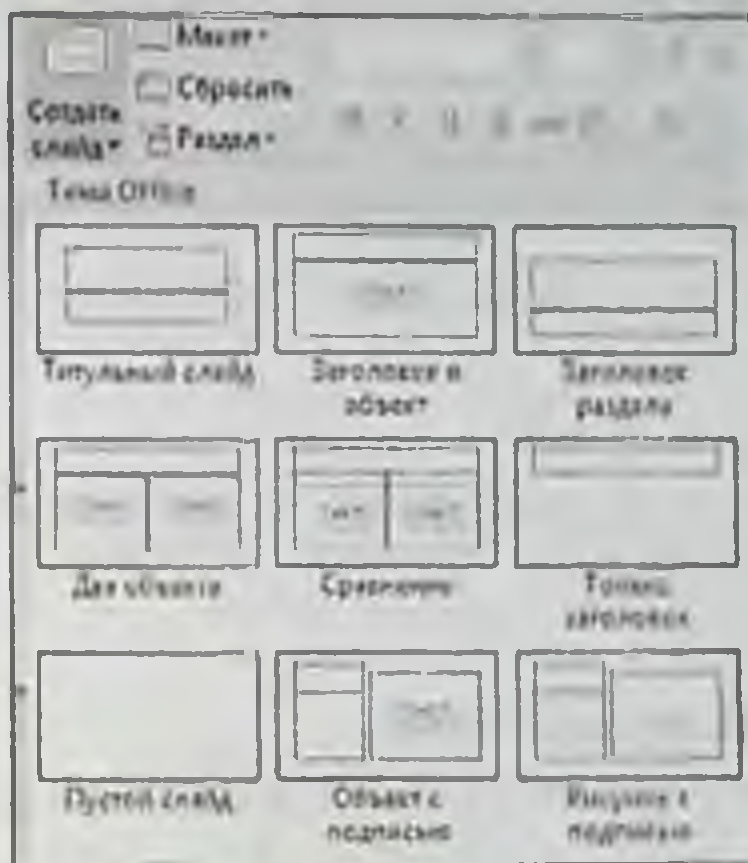 Макет
Сбросить
Создать
слайд
Раздел
Тема Office
Титульный слайд
Заголовок и
объект
Заголовок
раздела
Два объекта
Сравнение
Только
заголовок
Пустой слайд
Объект с
подписью
Рисунок с
подписью